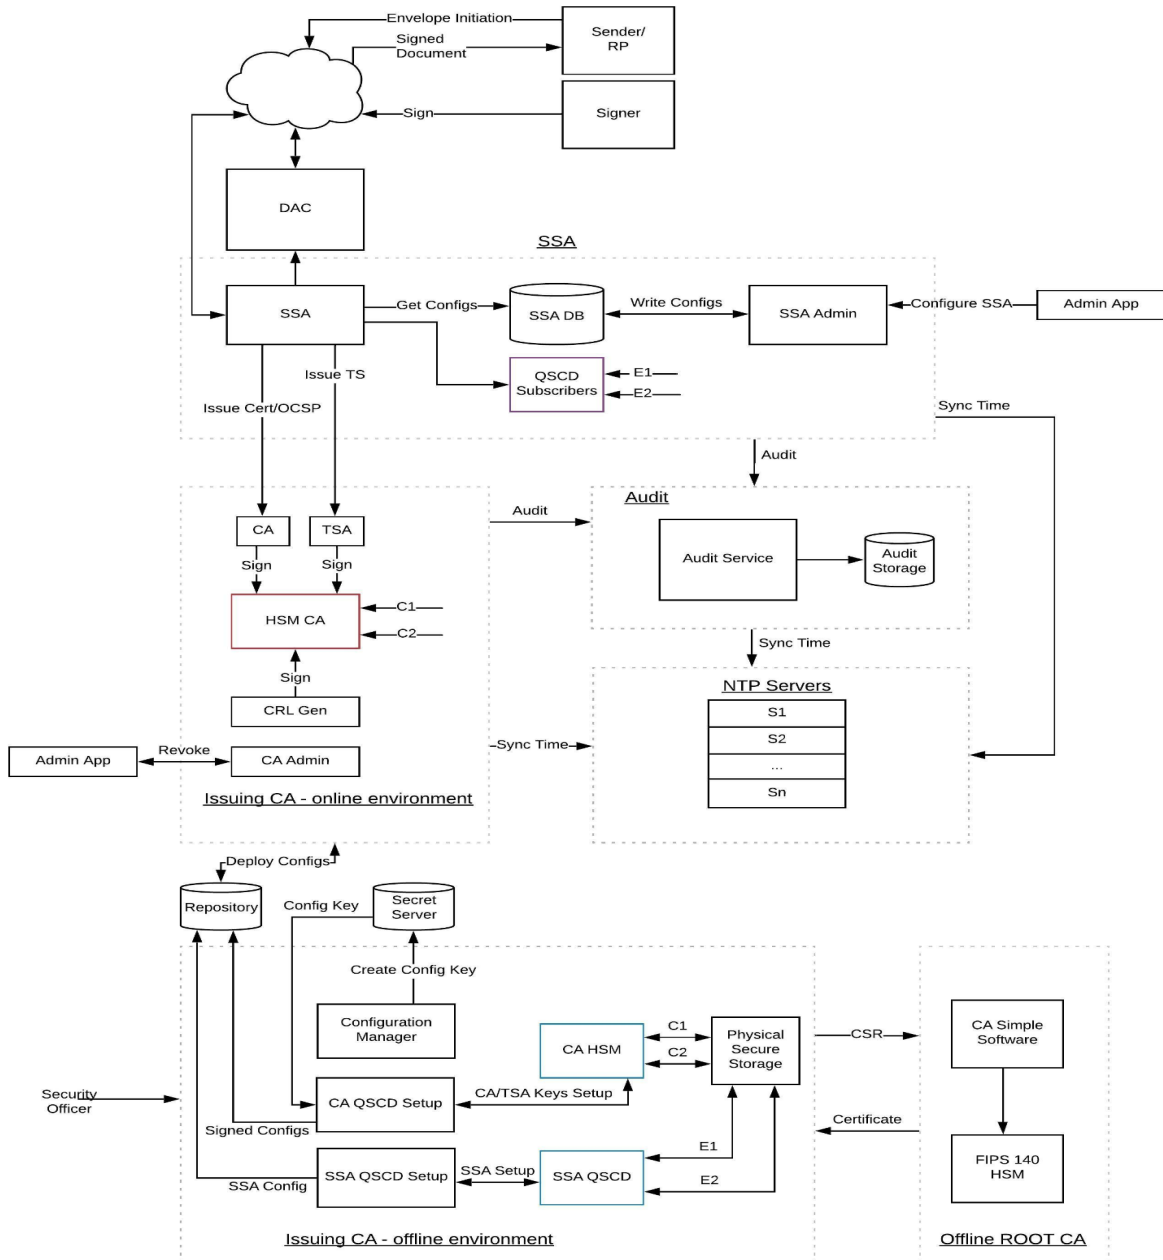 Envelope Initiation
Sender/
RP
Signed
Document
Sign
Signer
DAC
SSA
SSA
Get Configs
SSA DB
Write Configs
SSA Admin
Configure SSA
Admin App
Issue TS
QSCD
Subscribers
E1
E2
Issue Cert/OCSP
Sync Time
Audit
Audit
Audit
CA
TSA
Audit Service
Audit
Storage
Sign
Sign
HSM CA
C1
C2
Sync Time
Sign
NTP Servers
CRL Gen
S1
S2
...
Sn
Admin App
Revoke
CA Admin
Sync Time
Issuing CA - online environment
Deploy Configs
Repository
Config Key
Secret
Server
Create Config Key
Configuration
Manager
CA HSM
C1
C2
Physical
Secure
Storage
CSR
CA Simple
Software
Security
Officer
CA QSCD Setup
CA/TSA Keys Setup
Signed Configs
Certificate
E1
SSA QSCD Setup
SSA Setup
SSA QSCD
E2
SSA Config
FIPS 140
HSM
Issuing CA - offline environment
Offline ROOT CA